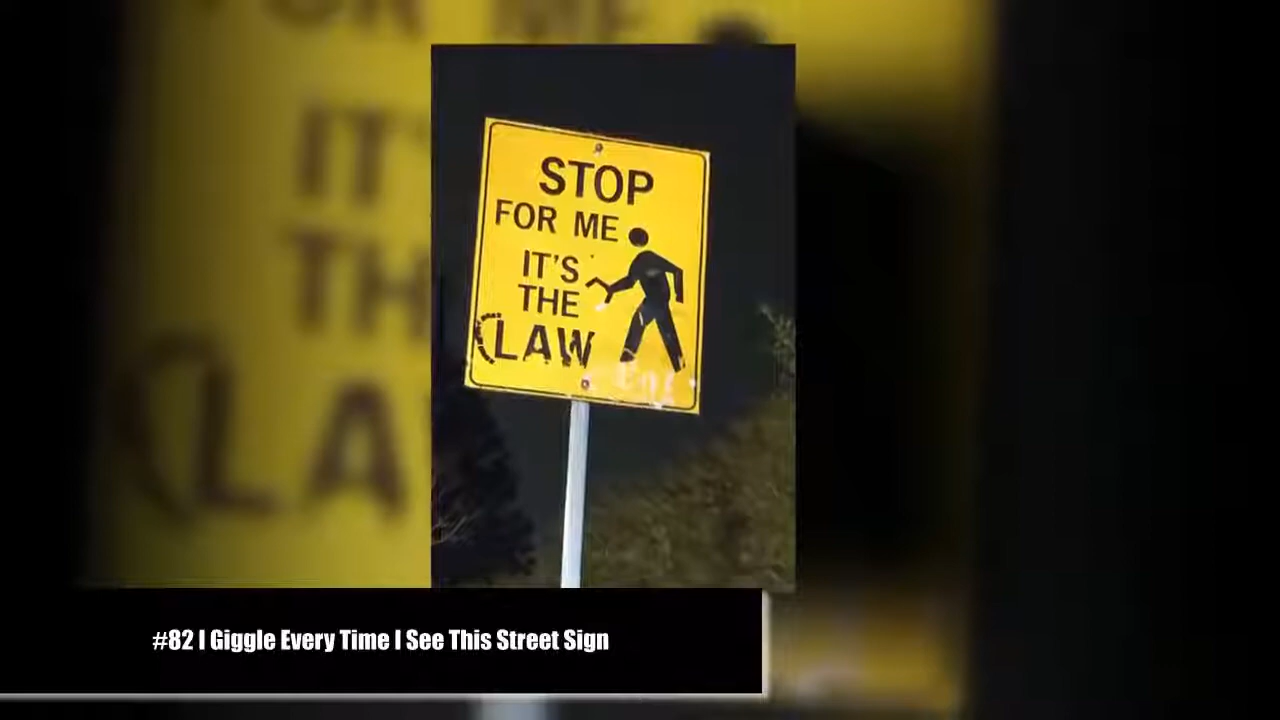 STOP
FOR ME
IT'S
THE
CLAW
#82 I Giggle Every Time I See This Street Sign